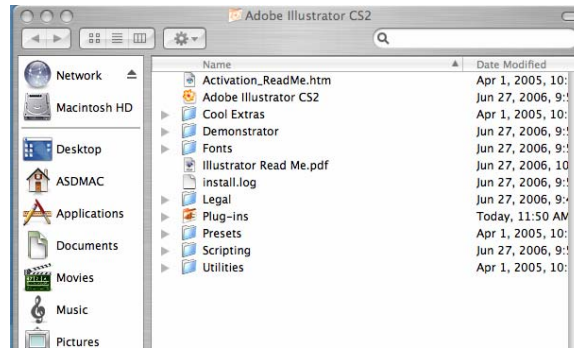 Adobe Illustrator CS2
Network
Macintosh HD
Desktop
ASDMAC
Applications
Documents
Movies
Music
Pictures
Name Date Modified
Activation_ReadMe.htm Apr 1, 2005, 10:
Adobe Illustrator CS2 Jun 27, 2006, 9:
Cool Extras Apr 1, 2005, 10:
Demonstrator Jun 27, 2006, 9:
Fonts Jun 27, 2006, 9:
Illustrator Read Me.pdf Jun 27, 2006, 10
install.log Jun 27, 2006, 9:
Legal Jun 27, 2006, 9:
Plug-ins Today, 11:50 AM
Presets Apr 1, 2005, 10:
Scripting Jun 27, 2006, 9:
Utilities Apr 1, 2005, 10: